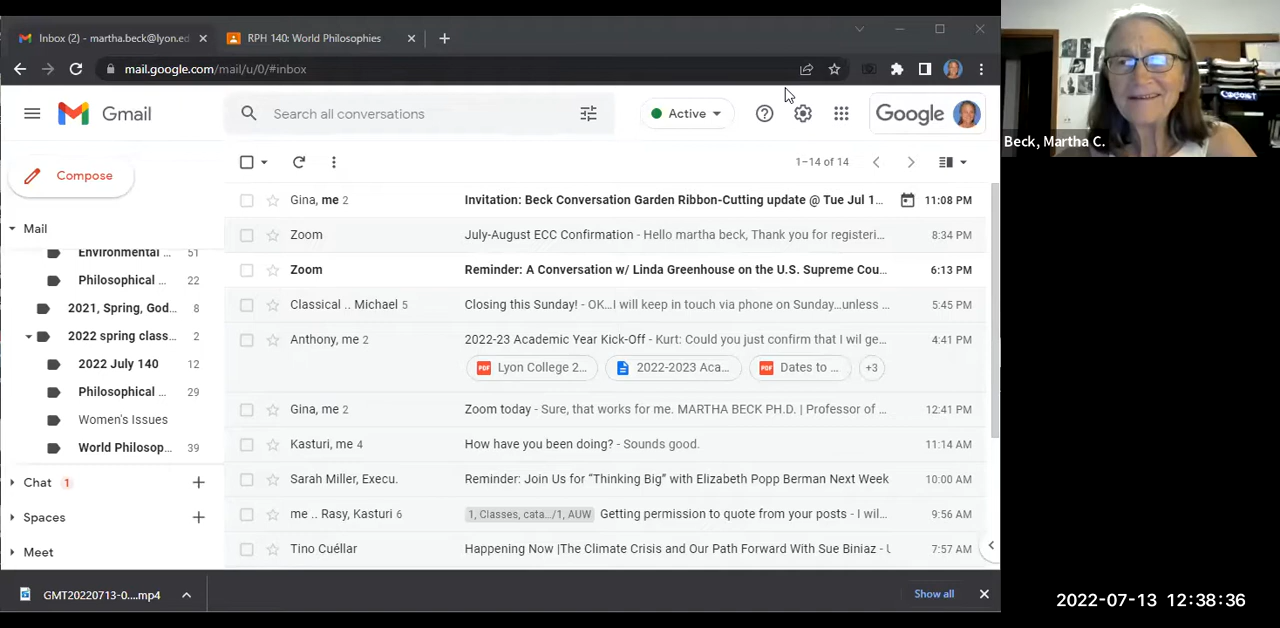 Inbox (2) - martha.beck@lyon.ed
RPH 140: World Philosophies
mail.google.com/mail/u/0/#inbox
Gmail
Search all conversations
Active
Google
Beck, Martha C.
Compose
1–14 of 14
Mail
Environmental ... 51
Philosophical ... 22
2021, Spring, God... 8
2022 spring class... 2
2022 July 140 12
Philosophical ... 29
Women's Issues
World Philosop... 39
Chat 1
Spaces
Meet
Gina, me 2 Invitation: Beck Conversation Garden Ribbon-Cutting update @ Tue Jul 1... 11:08 PM
Zoom July-August ECC Confirmation - Hello martha beck, Thank you for registeri... 8:34 PM
Zoom Reminder: A Conversation w/ Linda Greenhouse on the U.S. Supreme Cou... 6:13 PM
Classical .. Michael 5 Closing this Sunday! - OK...I will keep in touch via phone on Sunday...unless ... 5:45 PM
Anthony, me 2 2022-23 Academic Year Kick-Off - Kurt: Could you just confirm that I wil ge... 4:41 PM
PDF Lyon College 2... 2022-2023 Aca... PDF Dates to ... +3
Gina, me 2 Zoom today - Sure, that works for me. MARTHA BECK PH.D. | Professor of ... 12:41 PM
Kasturi, me 4 How have you been doing? - Sounds good. 11:14 AM
Sarah Miller, Execu. Reminder: Join Us for “Thinking Big” with Elizabeth Popp Berman Next Week 10:00 AM
me .. Rasy, Kasturi 6 1, Classes, cata.../1, AUW Getting permission to quote from your posts - I wil... 9:56 AM
Tino Cuéllar Happening Now |The Climate Crisis and Our Path Forward With Sue Biniaz - 7:57 AM
GMT20220713-0....mp4
Show all
2022-07-13 12:38:36